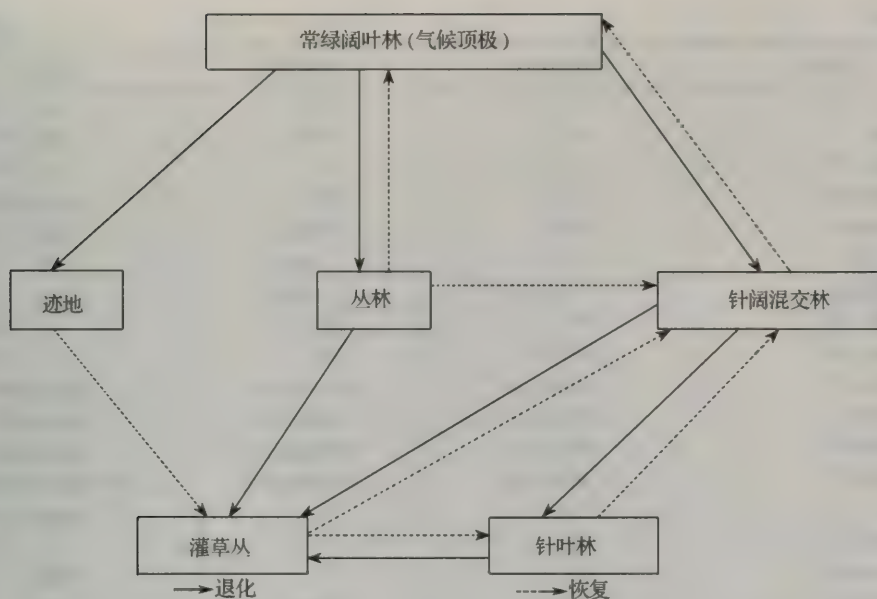 常绿阔叶林(气候顶极)
迹地
丛林
针阔混交林
灌草丛
针叶林
退化
恢复